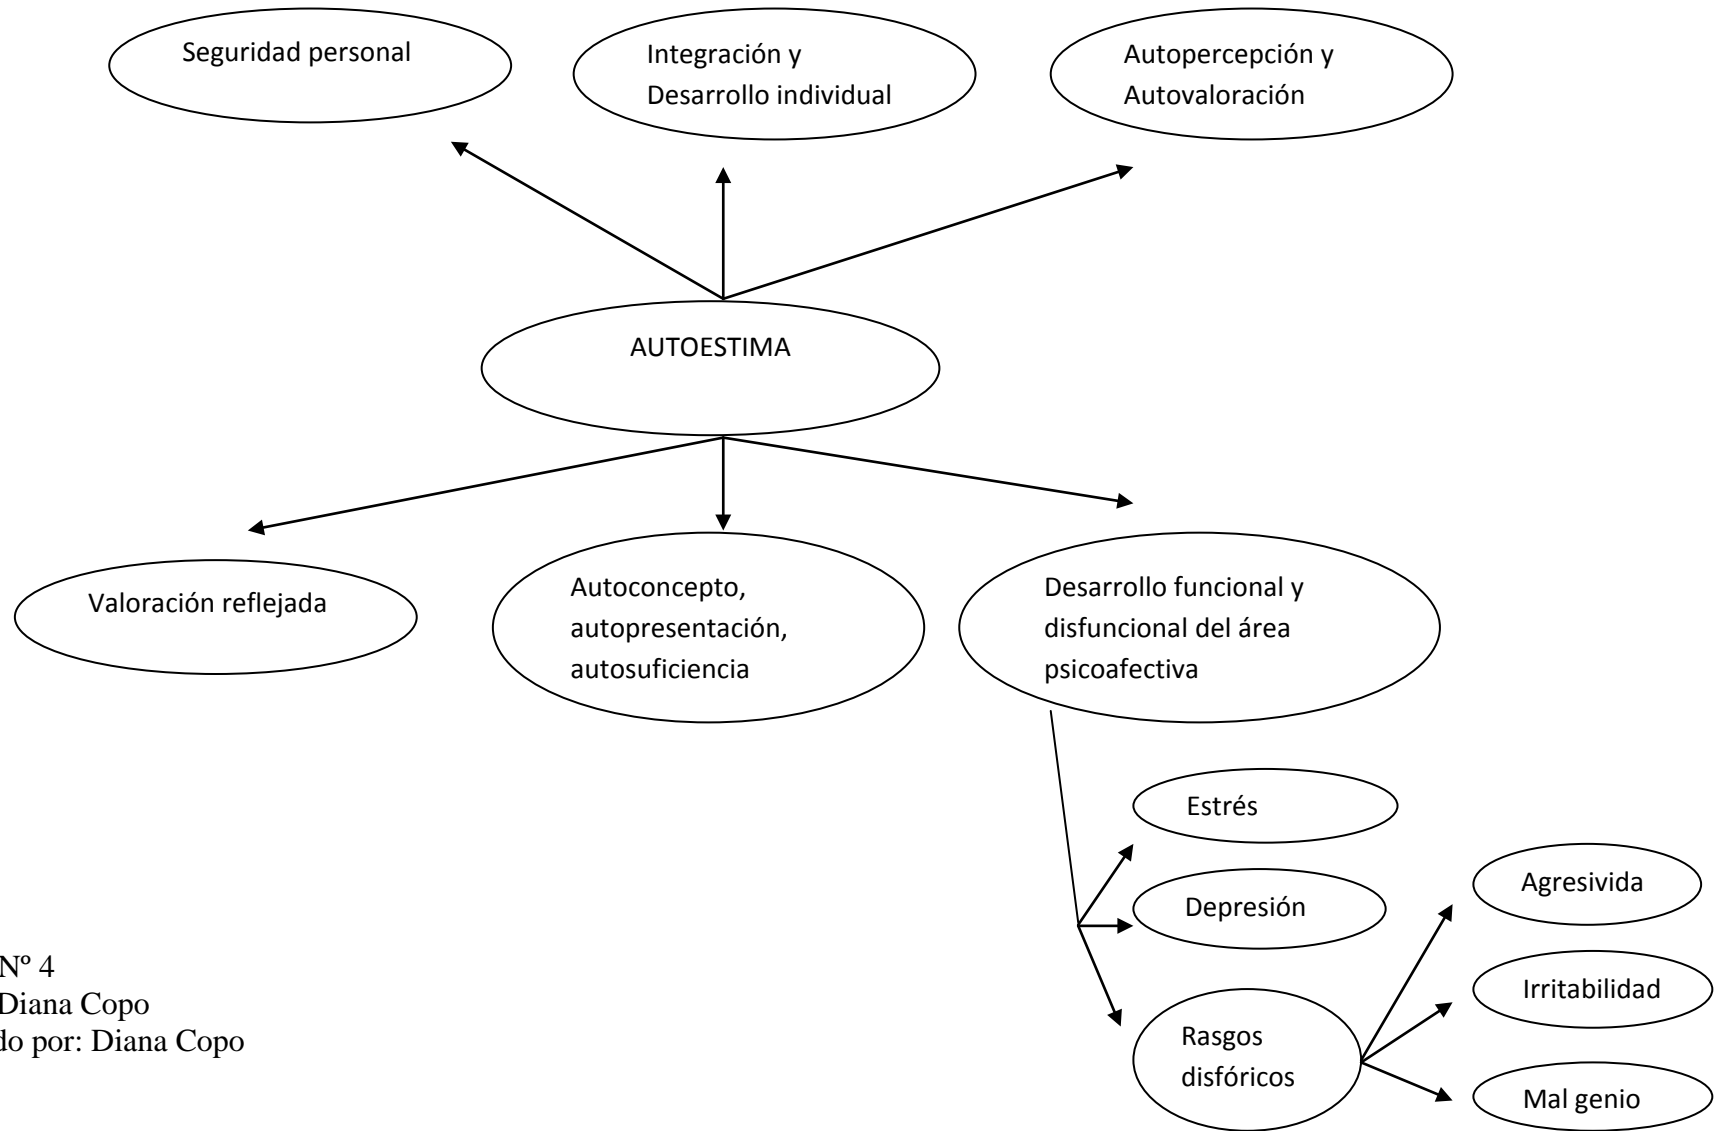 Seguridad personal
Integración y
Desarrollo individual
Autopercepción y
Autovaloración
AUTOESTIMA
Valoración reflejada
Autoconcepto,
autopresentación,
autosuficiencia
Desarrollo funcional y
disfuncional del área
psicoafectiva
Estrés
Depresión
Rasgos
disfóricos
Agresivida
Irritabilidad
Mal genio
Nº 4
Diana Copo
do por: Diana Copo